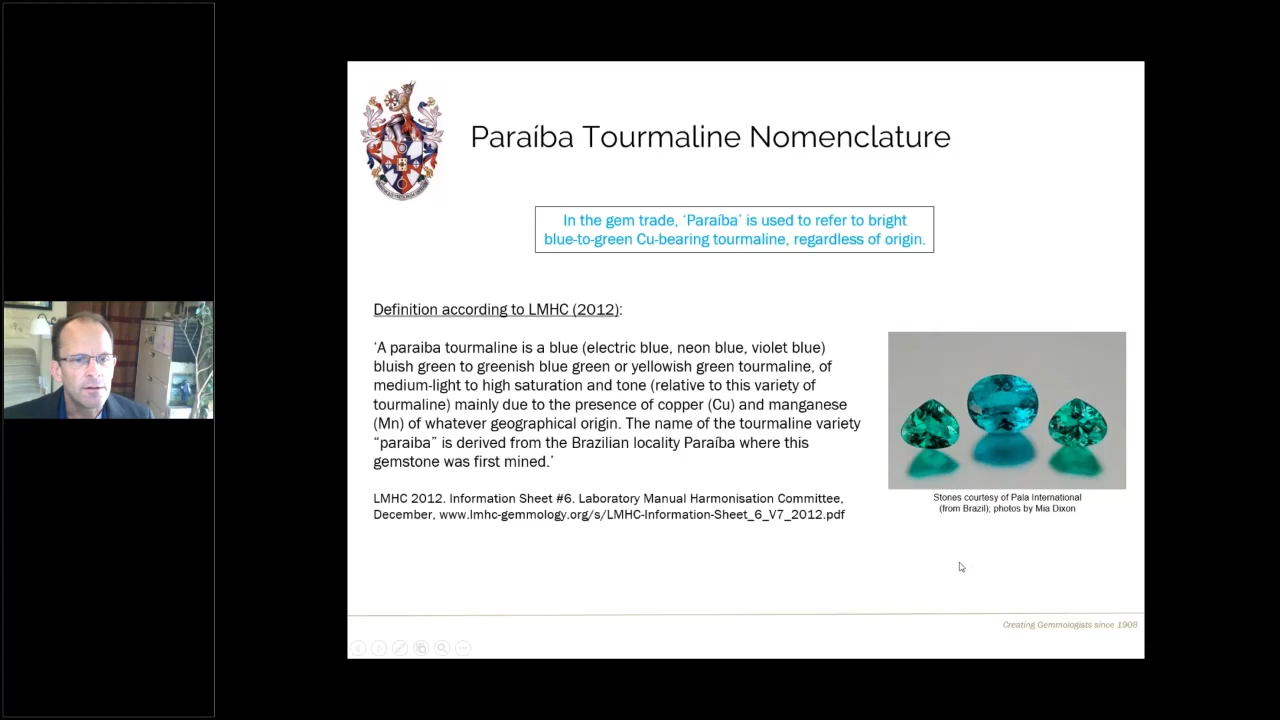 Paraíba Tourmaline Nomenclature
In the gem trade, ‘Paraíba’ is used to refer to bright
blue-to-green Cu-bearing tourmaline, regardless of origin.
Definition according to LMHC (2012):
‘A paraiba tourmaline is a blue (electric blue, neon blue, violet blue)
bluish green to greenish blue green or yellowish green tourmaline, of
medium-light to high saturation and tone (relative to this variety of
tourmaline) mainly due to the presence of copper (Cu) and manganese
(Mn) of whatever geographical origin. The name of the tourmaline variety
“paraiba” is derived from the Brazilian locality Paraíba where this
gemstone was first mined.’
LMHC 2012. Information Sheet #6. Laboratory Manual Harmonisation Committee,
December, www.lmhc-gemmology.org/s/LMHC-Information-Sheet_6_V7_2012.pdf
Stones courtesy of Pala International
(from Brazil); photos by Mia Dixon
Creating Gemmologists since 1908